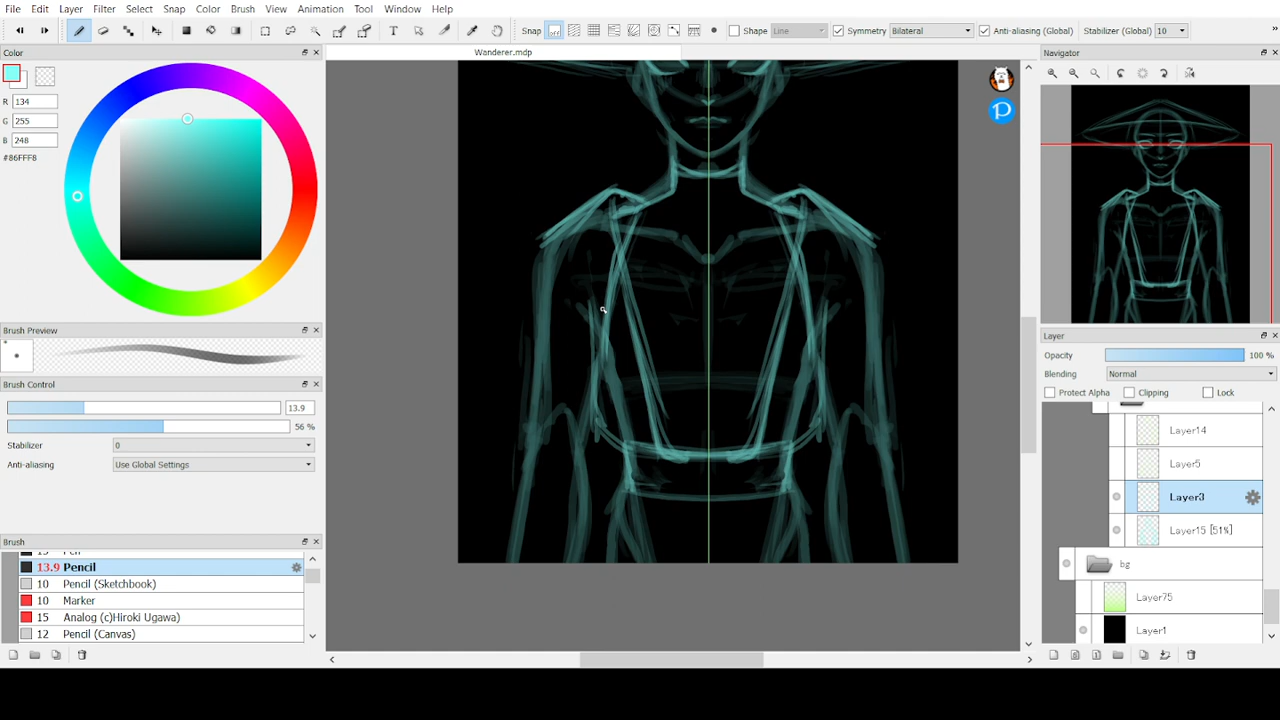 File Edit Layer Filter Select Snap Color Brush View Animation Tool Window Help
Snap Shape Line Symmetry Bilateral Anti-aliasing (Global) Stabilizer (Global) 10
Color
Wanderer.mdp
Navigator
R 134
G 255
B 248
#86FFF8
Brush Preview
Layer
Opacity 100 %
Blending Normal
Brush Control
Protect Alpha Clipping Lock
13.9
56 %
Layer14
Stabilizer 0
Anti-aliasing Use Global Settings
Layer5
Layer3
Layer15 [51%]
Brush
13.9 Pencil
bg
10 Pencil (Sketchbook)
10 Marker
Layer75
15 Analog (c)Hiroki Ugawa)
12 Pencil (Canvas)
Layer1